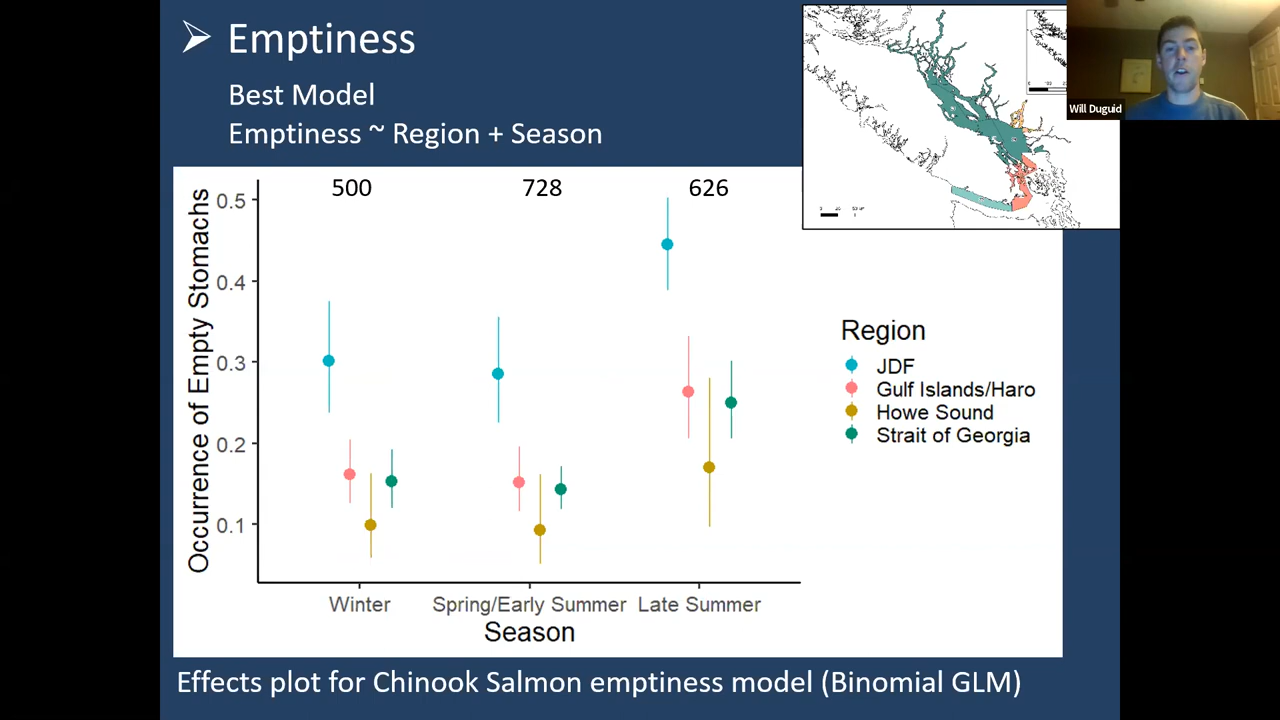 Emptiness
Best Model
Emptiness ~ Region + Season
Will Duguid
500 728 626
Occurrence of Empty Stomachs
0.5
0.4
0.3
0.2
0.1
Winter Spring/Early Summer Late Summer
Season
Region
JDF
Gulf Islands/Haro
Howe Sound
Strait of Georgia
Effects plot for Chinook Salmon emptiness model (Binomial GLM)